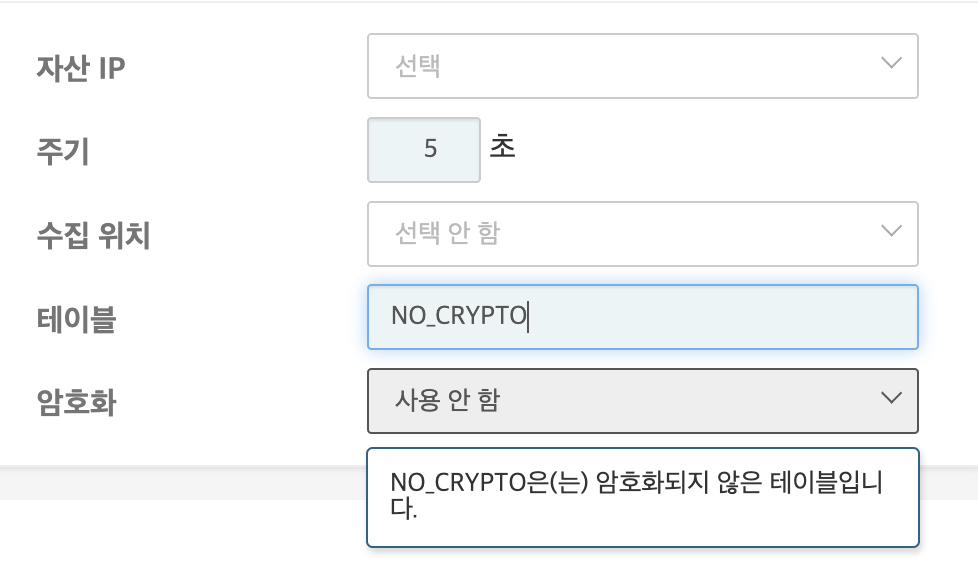 자산 IP 선택
주기 5 초
수집 위치 선택 안 함
테이블 NO_CRYPTO
암호화 사용 안 함
NO_CRYPTO은(는) 암호화되지 않은 테이블입니
다.